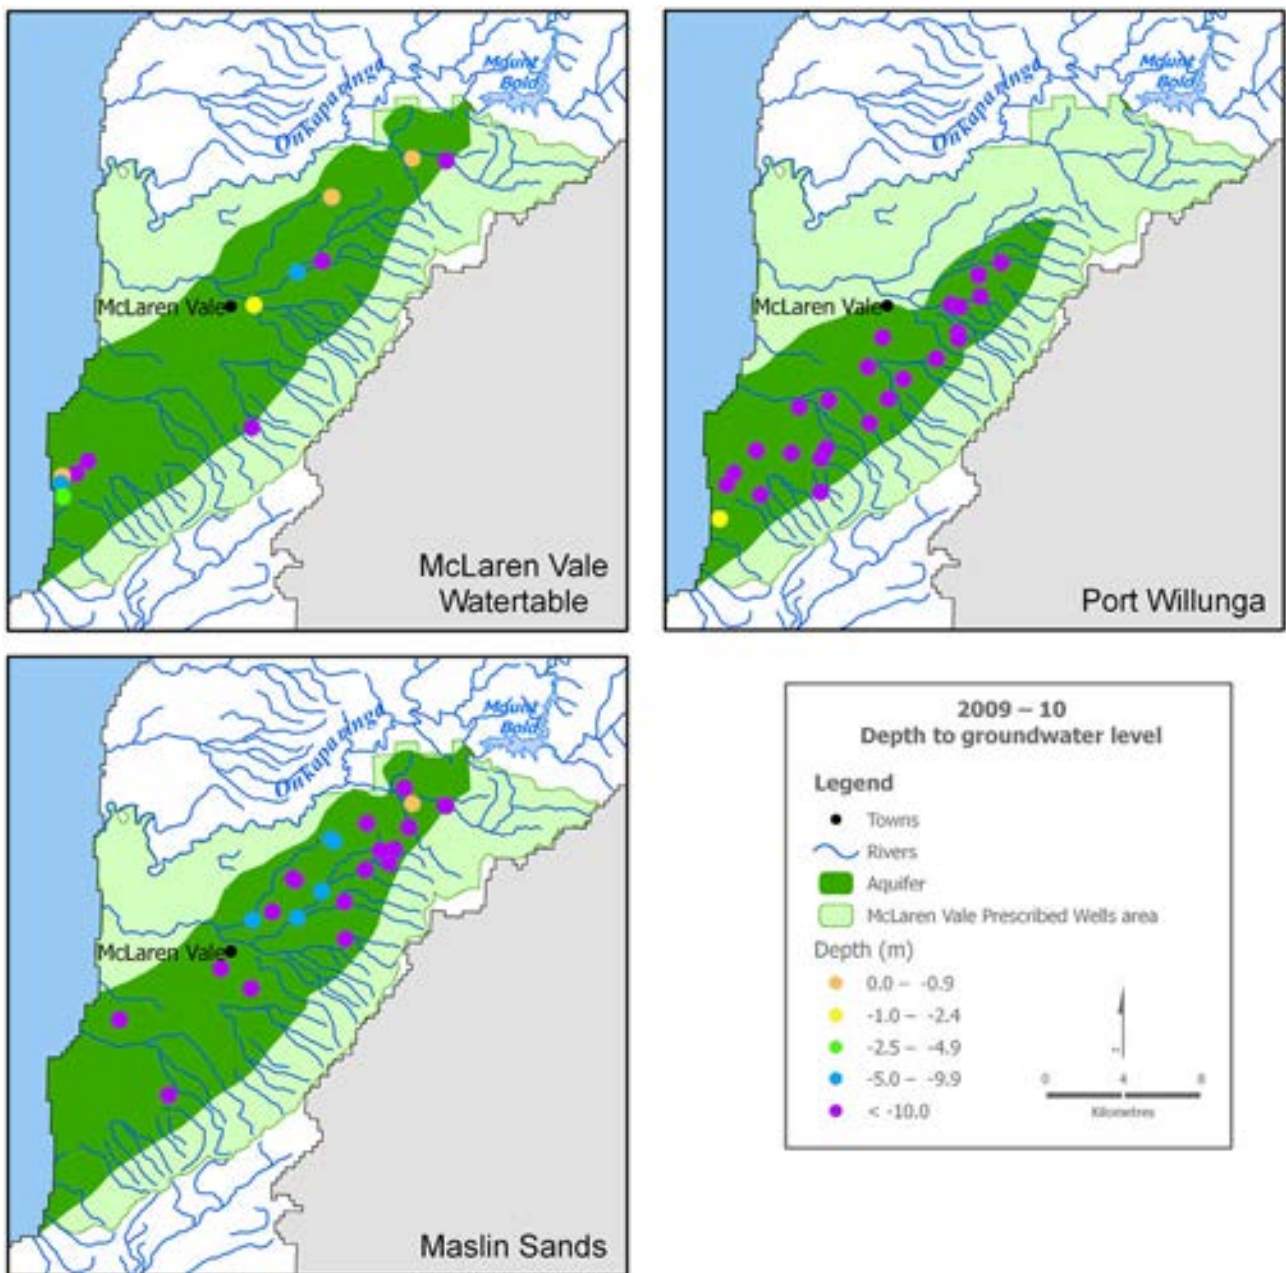 Mount
Bold
Onkaparinga
McLaren Vale
McLaren Vale
Watertable
Mount
Bold
Onkaparinga
McLaren Vale
Port Willunga
Mount
Bold
Onkaparinga
McLaren Vale
Maslin Sands
2009 – 10
Depth to groundwater level
Legend
Towns
Rivers
Aquifer
McLaren Vale Prescribed Wells area
Depth (m)
0.0 – -0.9
-1.0 – -2.4
-2.5 – -4.9
-5.0 – -9.9
< -10.0
0 4 8
Kilometres